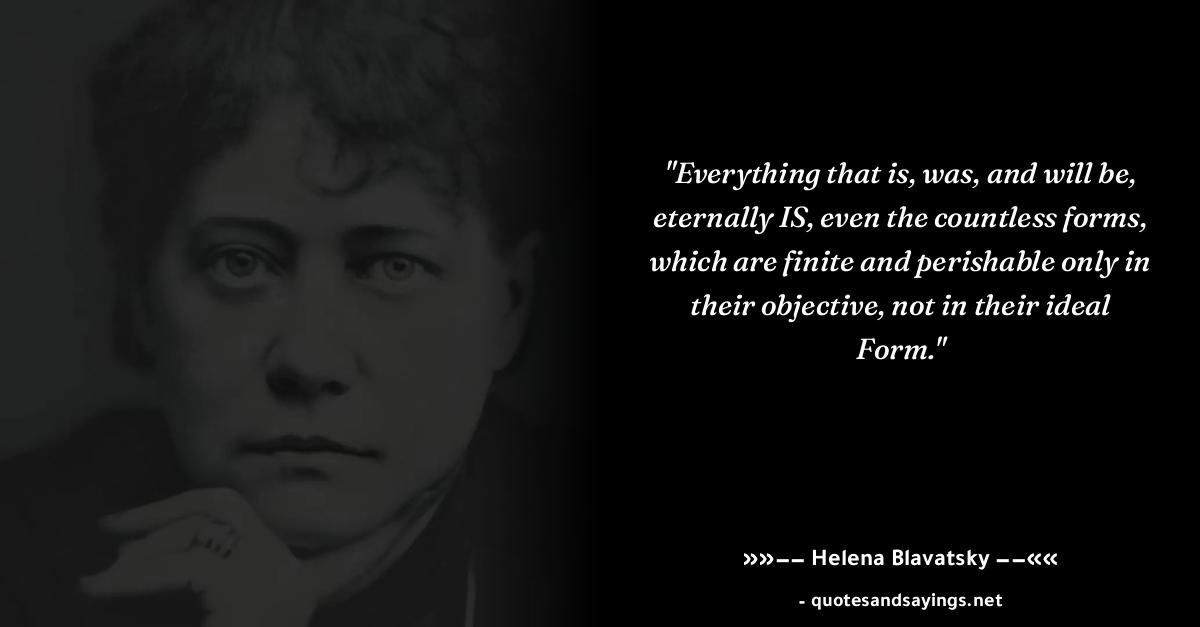 "Everything that is, was, and will be,
eternally IS, even the countless forms,
which are finite and perishable only in
their objective, not in their ideal
Form."
»»−− Helena Blavatsky −−««
- quotesandsayings.net